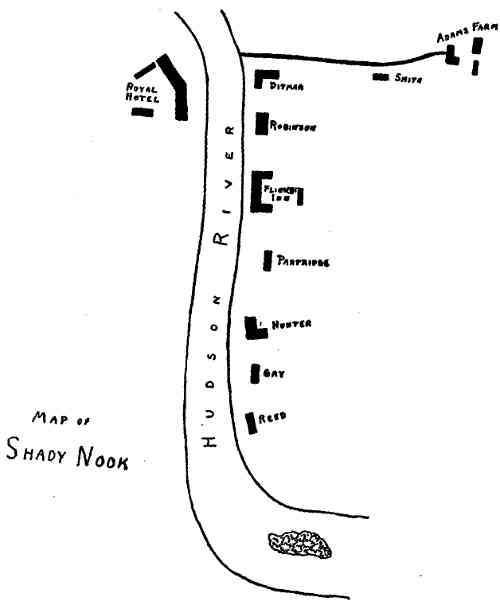 ADAMS FARM
SMITH
ROYAL
HOTEL
DITMAR
ROBINSON
FLICKER
INN
PARTRIDGE
HUNTER
GAY
REED
HUDSON RIVER
MAP OF
SHADY NOOK